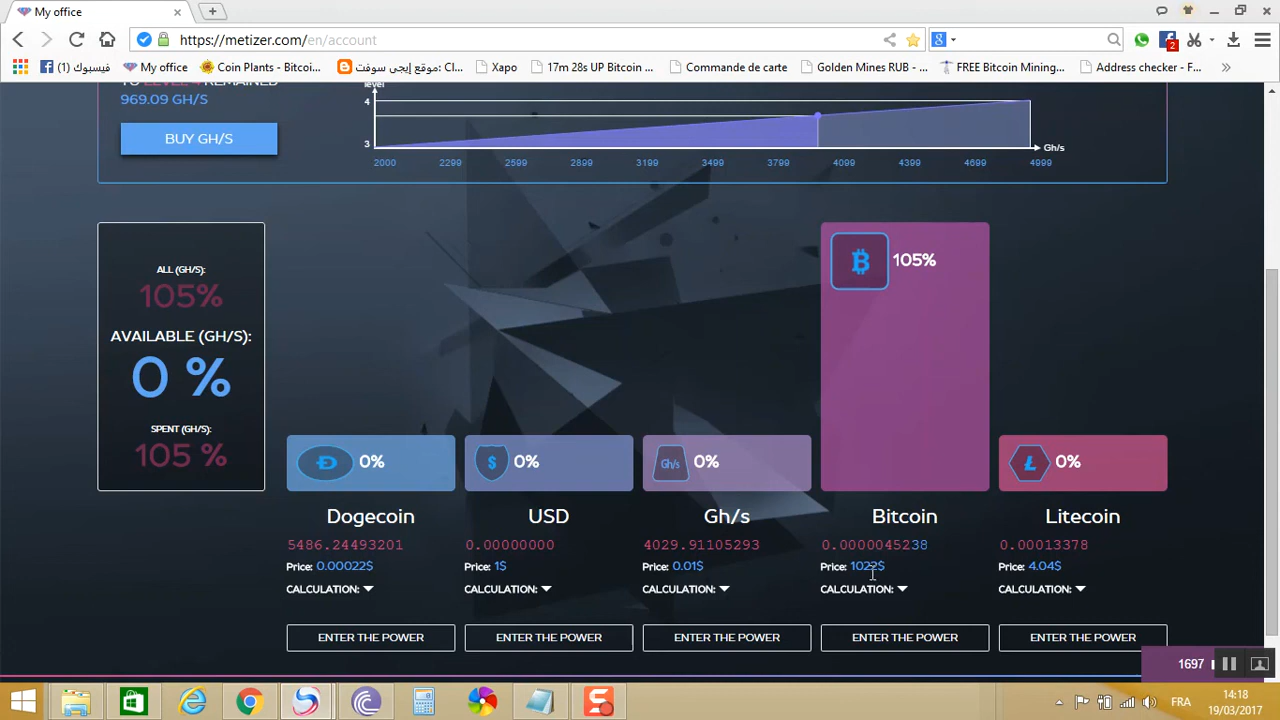 My office
https://metizer.com/en/account
2
فيسبوك (1)
My office
Coin Plants - Bitcoi...
موقع إيجي سوفت: Cl...
Xapo
17m 28s UP Bitcoin ...
Commande de carte
Golden Mines RUB - ...
FREE Bitcoin Mining...
Address checker - F...
969.09 GH/S
BUY GH/S
level
4
3
Gh/s
2000 2299 2599 2899 3199 3499 3799 4099 4399 4699 4999
ALL (GH/S):
105%
AVAILABLE (GH/S):
0 %
SPENT (GH/S):
105 %
Ð 0%
$ 0%
Gh/s 0%
105%
Ł 0%
Dogecoin
5486.24493201
Price: 0.00022$
CALCULATION:
ENTER THE POWER
USD
0.00000000
Price: 1$
CALCULATION:
ENTER THE POWER
Gh/s
4029.91105293
Price: 0.01$
CALCULATION:
ENTER THE POWER
Bitcoin
0.0000045238
Price: 1022$
CALCULATION:
ENTER THE POWER
Litecoin
0.00013378
Price: 4.04$
CALCULATION:
ENTER THE POWER
1697
FR
14:18
19/03/2017